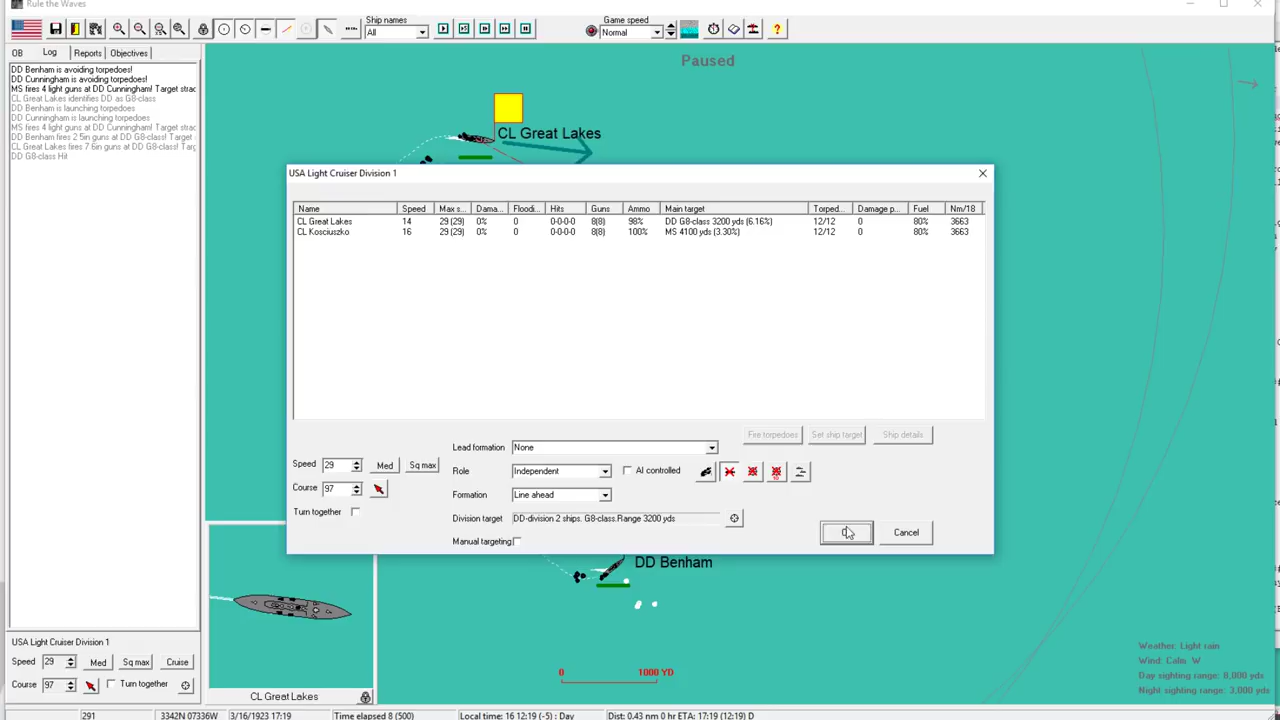 Rule the Waves
Ship names
All
Game speed
Normal
OB Log Reports Objectives
DD Benham is avoiding torpedoes!
DD Cunningham is avoiding torpedoes!
MS fires 4 light guns at DD Cunningham! Target strac
CL Great Lakes identifies DD as G8-class
DD Benham is launching torpedoes
DD Cunningham is launching torpedoes
MS fires 4 light guns at DD Cunningham! Target strac
DD Benham fires 2 5in guns at DD G8-class! Target
CL Great Lakes fires 7 6in guns at DD G8-class! Targ
DD G8-class Hit
Paused
CL Great Lakes
USA Light Cruiser Division 1
Name Speed Max s... Dama... Floodi... Hits Guns Ammo Main target Torped... Damage p... Fuel Nm/18
CL Great Lakes 14 29 (29) 0% 0 0-0-0-0 8(8) 98% DD G8-class 3200 yds (6.16%) 12/12 0 80% 3663
CL Kosciuszko 16 29 (29) 0% 0 0-0-0-0 8(8) 100% MS 4100 yds (3.30%) 12/12 0 80% 3663
Fire torpedoes Set ship target Ship details
Lead formation None
Speed 29 Med Sq max
Role Independent AI controlled
10
Course 97
Formation Line ahead
Turn together
Division target DD-division 2 ships. G8-class.Range 3200 yds
Manual targeting
Cancel
DD Benham
0 1000 YD
Weather: Light rain
Wind: Calm W
Day sighting range: 8,000 yds
Night sighting range: 3,000 yds
USA Light Cruiser Division 1
Speed 29 Med Sq max Cruise
Course 97 Turn together
CL Great Lakes
291 3342N 07336W 3/16/1923 17:19 Time elapsed 8 (500) Local time: 16 12:19 (-5) : Day Dist: 0.43 nm 0 hr ETA: 17:19 (12:19) D